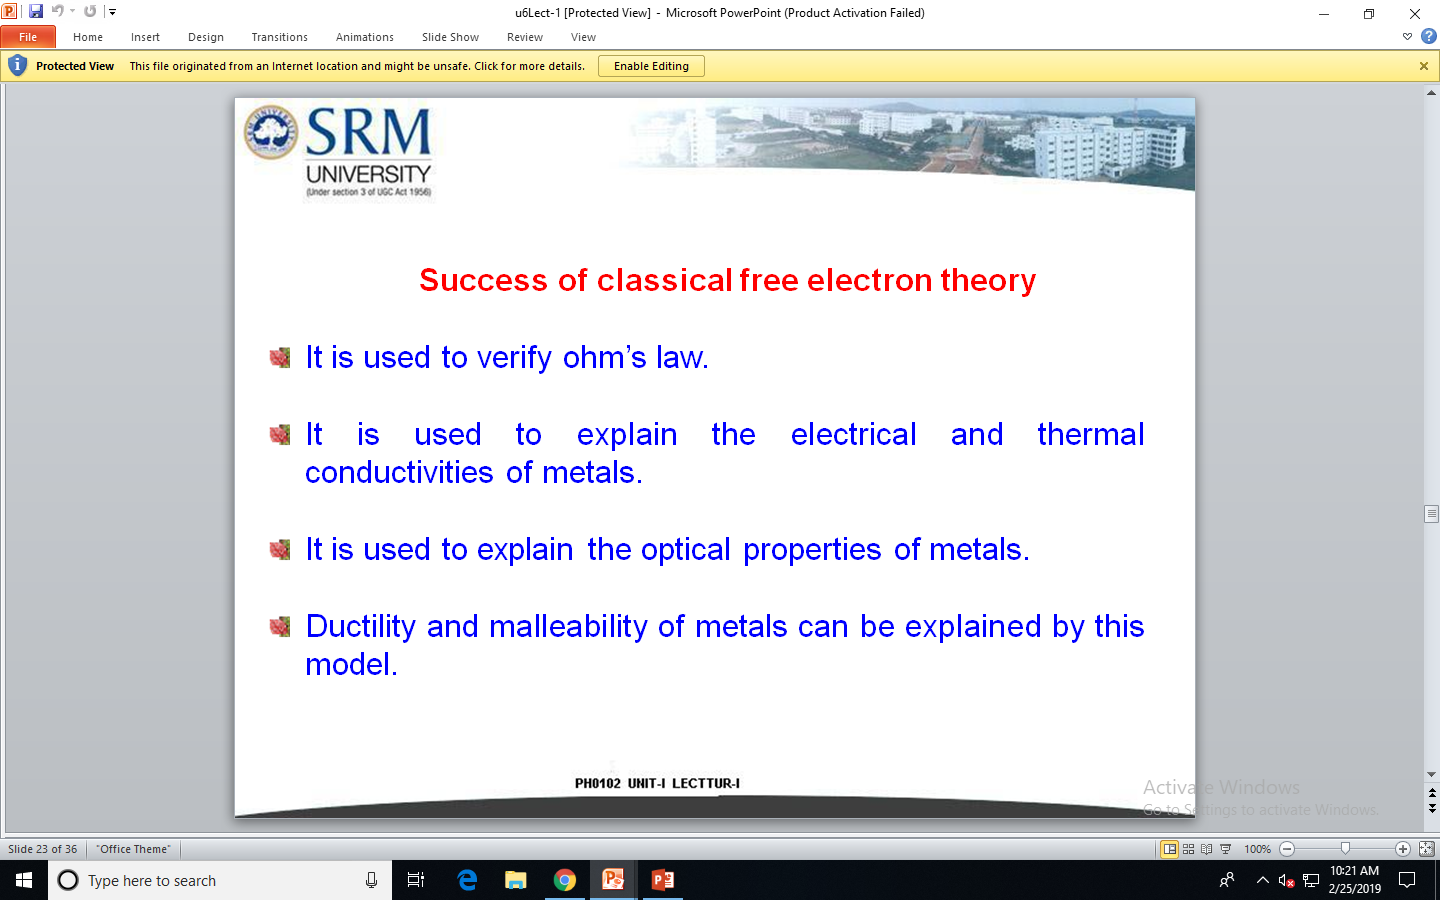 u6Lect-1 [Protected View] - Microsoft PowerPoint (Product Activation Failed)
File Home Insert Design Transitions Animations Slide Show Review View
Protected View This file originated from an Internet location and might be unsafe. Click for more details. Enable Editing
SRM
UNIVERSITY
(Under section 3 of UGC Act 1956)
Success of classical free electron theory
It is used to verify ohm’s law.
It is used to explain the electrical and thermal
conductivities of metals.
It is used to explain the optical properties of metals.
Ductility and malleability of metals can be explained by this
model.
PH0102 UNIT-I LECTTUR-I
Activate Windows
Go to Settings to activate Windows.
Slide 23 of 36 "Office Theme" 100%
Type here to search
10:21 AM
2/25/2019